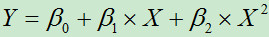 Y = β₀ + β₁ × X + β₂ × X²